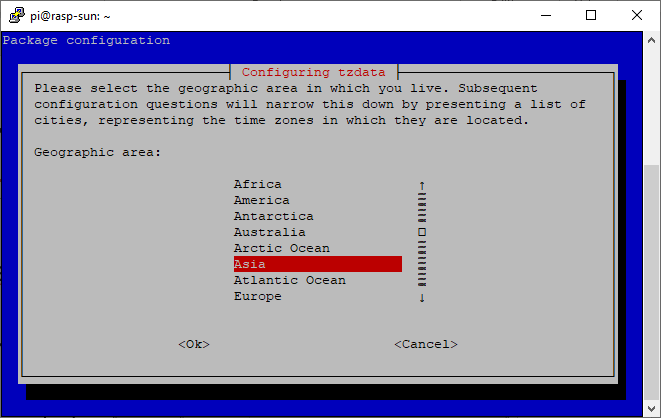 pi@rasp-sun: ~
Package configuration
Configuring tzdata
Please select the geographic area in which you live. Subsequent
configuration questions will narrow this down by presenting a list of
cities, representing the time zones in which they are located.
Geographic area:
Africa
America
Antarctica
Australia
Arctic Ocean
Asia
Atlantic Ocean
Europe
<Ok> <Cancel>